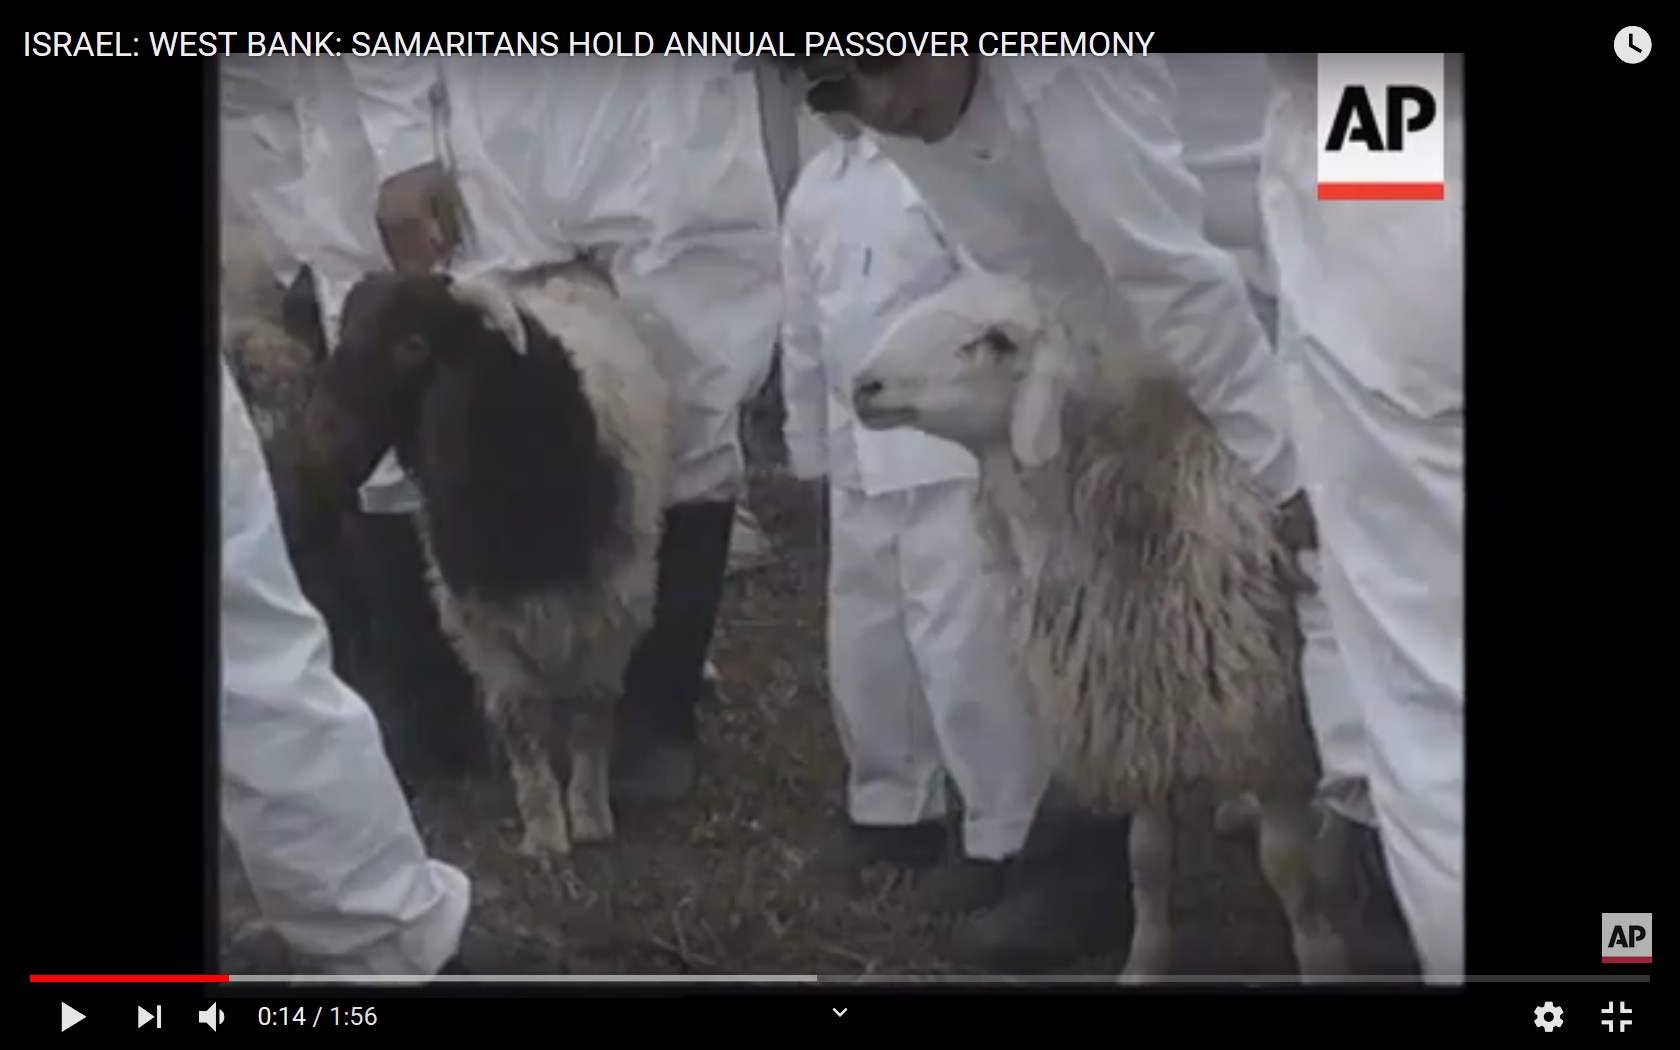 ISRAEL: WEST BANK: SAMARITANS HOLD ANNUAL PASSOVER CEREMONY
AP
AP
0:14 / 1:56